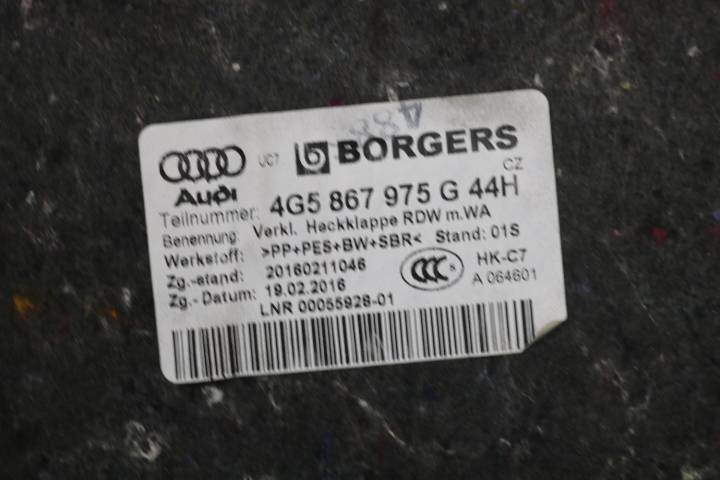 UC7 BORGERS
Audi CZ
Teilnummer: 4G5 867 975 G 44H
Benennung: Verkl. Heckklappe RDW m.WA
Werkstoff: >PP+PES+BW+SBR< Stand: 01S
Zg.-stand: 20160211046 CCC S HK-C7
Zg.- Datum: 19.02.2016 A 064601
LNR 00055928-01